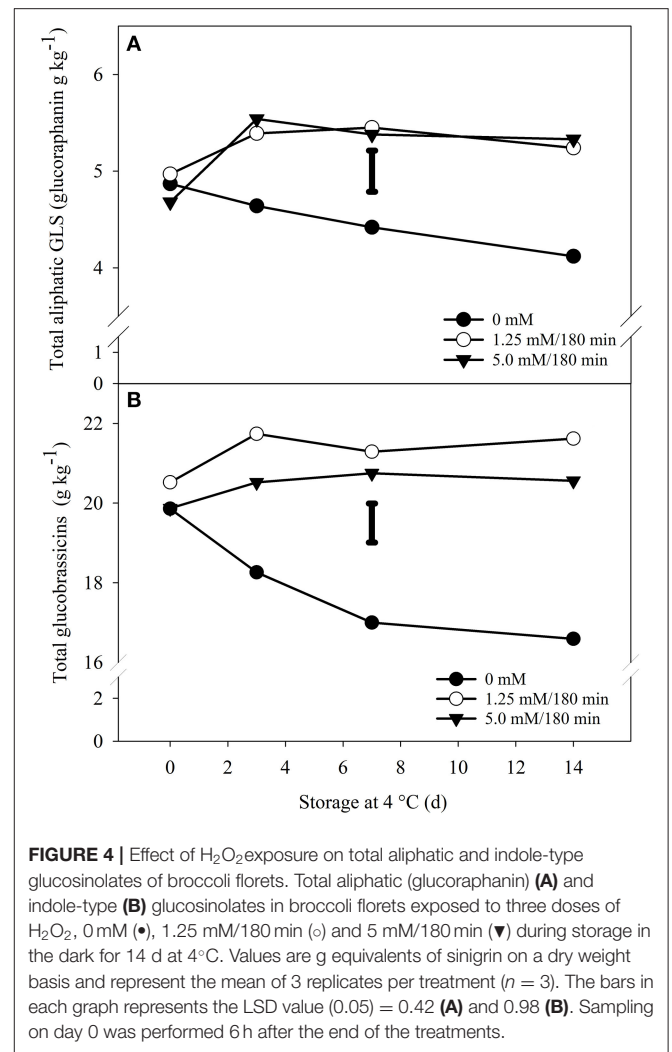 A
Total aliphatic GLS (glucoraphanin g kg⁻¹)
6
5
4
1
0
0 mM
1.25 mM/180 min
5.0 mM/180 min
B
Total glucobrassicins (g kg⁻¹)
22
20
18
16
2
0
0 mM
1.25 mM/180 min
5.0 mM/180 min
0 2 4 6 8 10 12 14
Storage at 4 °C (d)
FIGURE 4 | Effect of H₂O₂exposure on total aliphatic and indole-type
glucosinolates of broccoli florets. Total aliphatic (glucoraphanin) (A) and
indole-type (B) glucosinolates in broccoli florets exposed to three doses of
H₂O₂, 0 mM (•), 1.25 mM/180 min (○) and 5 mM/180 min (▼) during storage in
the dark for 14 d at 4°C. Values are g equivalents of sinigrin on a dry weight
basis and represent the mean of 3 replicates per treatment (n = 3). The bars in
each graph represents the LSD value (0.05) = 0.42 (A) and 0.98 (B). Sampling
on day 0 was performed 6 h after the end of the treatments.